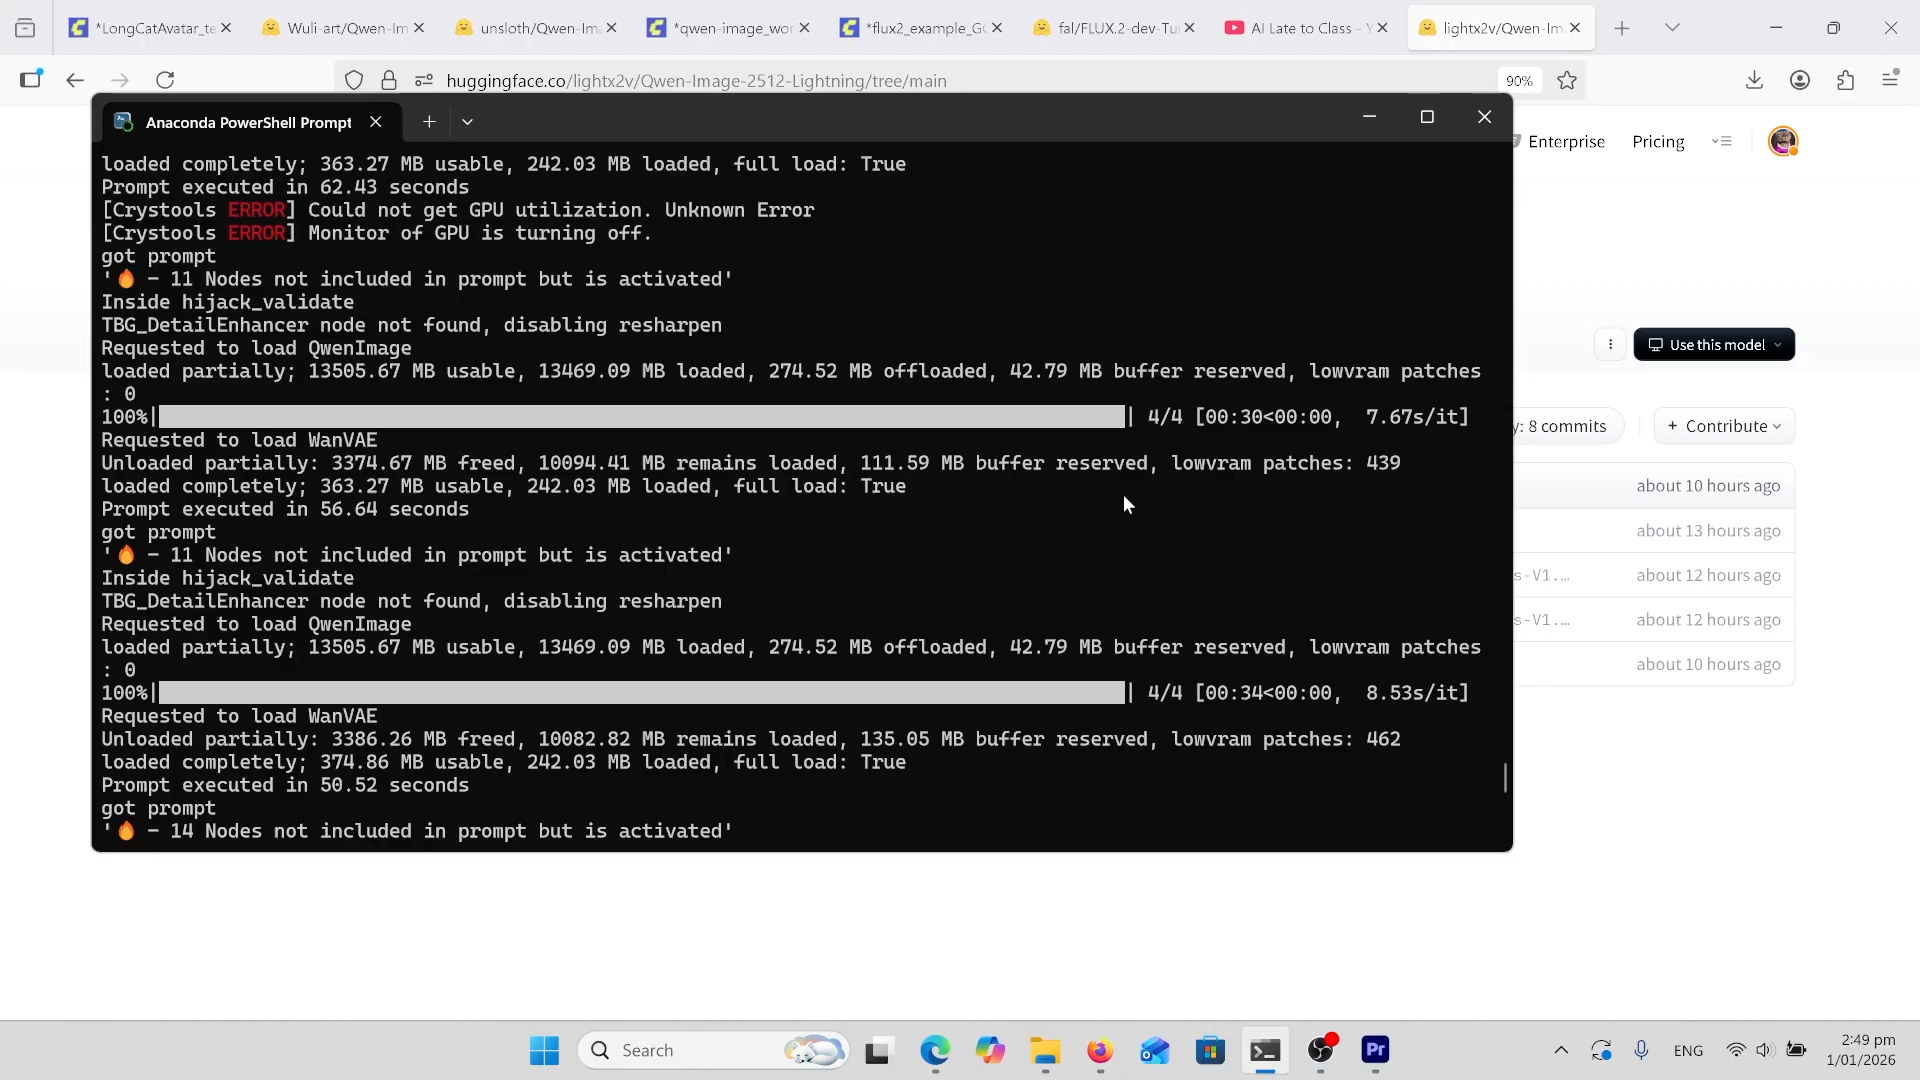 *LongCatAvatar_te
Wuli-art/Qwen-Im
unsloth/Qwen-Im
*qwen-image_wor
*flux2_example_GG
fal/FLUX.2-dev-Tu
AI Late to Class - Y
lightx2v/Qwen-Im
huggingface.co/lightx2v/Qwen-Image-2512-Lightning/tree/main
90%
Anaconda PowerShell Prompt
Enterprise
Pricing
loaded completely; 363.27 MB usable, 242.03 MB loaded, full load: True
Prompt executed in 62.43 seconds
[Crystools ERROR] Could not get GPU utilization. Unknown Error
[Crystools ERROR] Monitor of GPU is turning off.
got prompt
'🔥 - 11 Nodes not included in prompt but is activated'
Inside hijack_validate
TBG_DetailEnhancer node not found, disabling resharpen
Requested to load QwenImage
loaded partially; 13505.67 MB usable, 13469.09 MB loaded, 274.52 MB offloaded, 42.79 MB buffer reserved, lowvram patches
: 0
100%| | 4/4 [00:30<00:00,  7.67s/it]
Requested to load WanVAE
Unloaded partially: 3374.67 MB freed, 10094.41 MB remains loaded, 111.59 MB buffer reserved, lowvram patches: 439
loaded completely; 363.27 MB usable, 242.03 MB loaded, full load: True
Prompt executed in 56.64 seconds
got prompt
'🔥 - 11 Nodes not included in prompt but is activated'
Inside hijack_validate
TBG_DetailEnhancer node not found, disabling resharpen
Requested to load QwenImage
loaded partially; 13505.67 MB usable, 13469.09 MB loaded, 274.52 MB offloaded, 42.79 MB buffer reserved, lowvram patches
: 0
100%| | 4/4 [00:34<00:00,  8.53s/it]
Requested to load WanVAE
Unloaded partially: 3386.26 MB freed, 10082.82 MB remains loaded, 135.05 MB buffer reserved, lowvram patches: 462
loaded completely; 374.86 MB usable, 242.03 MB loaded, full load: True
Prompt executed in 50.52 seconds
got prompt
'🔥 - 14 Nodes not included in prompt but is activated'
Use this model
y: 8 commits
+ Contribute
about 10 hours ago
about 13 hours ago
s-V1.... about 12 hours ago
s-V1.... about 12 hours ago
about 10 hours ago
Search
Pr
ENG
2:49 pm
1/01/2026